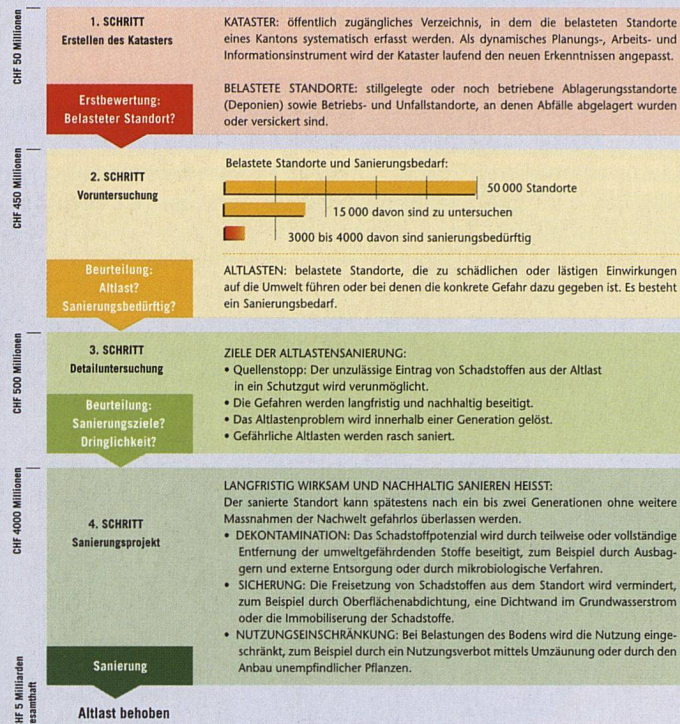 CHF 50 Millionen
1. SCHRITT
Erstellen des Katasters
KATASTER: öffentlich zugängliches Verzeichnis, in dem die belasteten Standorte
eines Kantons systematisch erfasst werden. Als dynamisches Planungs-, Arbeits- und
Informationsinstrument wird der Kataster laufend den neuen Erkenntnissen angepasst.
Erstbewertung:
Belasteter Standort?
BELASTETE STANDORTE: stillgelegte oder noch betriebene Ablagerungsstandorte
(Deponien) sowie Betriebs- und Unfallstandorte, an denen Abfälle abgelagert wurden
oder versickert sind.
CHF 450 Millionen
2. SCHRITT
Voruntersuchung
Belastete Standorte und Sanierungsbedarf:
50 000 Standorte
15 000 davon sind zu untersuchen
3000 bis 4000 davon sind sanierungsbedürftig
Beurteilung:
Altlast?
Sanierungsbedürftig?
ALTLASTEN: belastete Standorte, die zu schädlichen oder lästigen Einwirkungen
auf die Umwelt führen oder bei denen die konkrete Gefahr dazu gegeben ist. Es besteht
ein Sanierungsbedarf.
CHF 500 Millionen
3. SCHRITT
Detailuntersuchung
Beurteilung:
Sanierungsziele?
Dringlichkeit?
ZIELE DER ALTLASTENSANIERUNG:
• Quellenstopp: Der unzulässige Eintrag von Schadstoffen aus der Altlast
in ein Schutzgut wird verunmöglicht.
• Die Gefahren werden langfristig und nachhaltig beseitigt.
• Das Altlastenproblem wird innerhalb einer Generation gelöst.
• Gefährliche Altlasten werden rasch saniert.
CHF 4000 Millionen
4. SCHRITT
Sanierungsprojekt
LANGFRISTIG WIRKSAM UND NACHHALTIG SANIEREN HEISST:
Der sanierte Standort kann spätestens nach ein bis zwei Generationen ohne weitere
Massnahmen der Nachwelt gefahrlos überlassen werden.
• DEKONTAMINATION: Das Schadstoffpotenzial wird durch teilweise oder vollständige
Entfernung der umweltgefährdenden Stoffe beseitigt, zum Beispiel durch Ausbag-
gern und externe Entsorgung oder durch mikrobiologische Verfahren.
• SICHERUNG: Die Freisetzung von Schadstoffen aus dem Standort wird vermindert,
zum Beispiel durch Oberflächenabdichtung, eine Dichtwand im Grundwasserstrom
oder die Immobilisierung der Schadstoffe.
• NUTZUNGSEINSCHRÄNKUNG: Bei Belastungen des Bodens wird die Nutzung einge-
schränkt, zum Beispiel durch ein Nutzungsverbot mittels Umzäunung oder durch den
Anbau unempfindlicher Pflanzen.
Sanierung
CHF 5 Milliarden
esamthaft
Altlast behoben